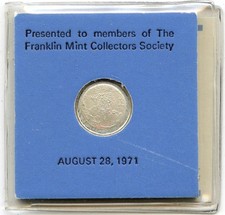 Presented to members of The
Franklin Mint Collectors Society
AUGUST 28, 1971